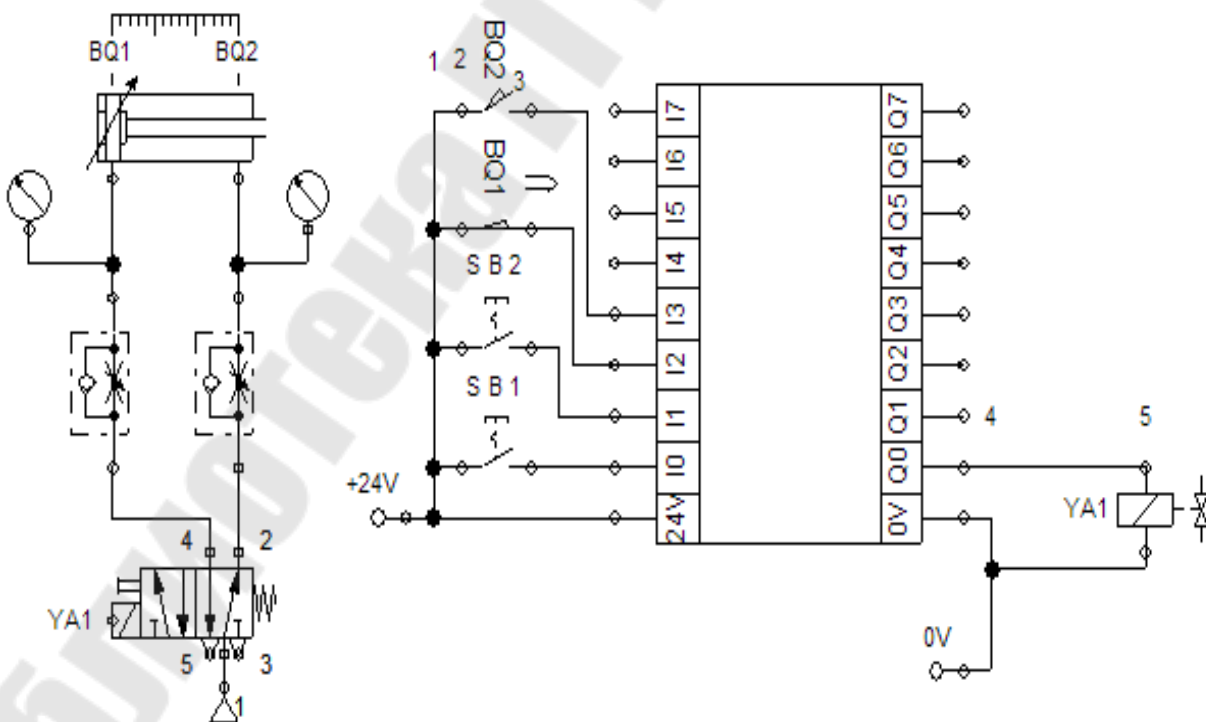 BQ1 BQ2
1 2 BQ2 3
BQ1
SB2
SB1
+24V
4 2
YA1
5 3
1
I7 Q7
I6 Q6
I5 Q5
I4 Q4
I3 Q3
I2 Q2
I1 Q1
I0 Q0
24V 0V
4 5
YA1
0V
блиотека